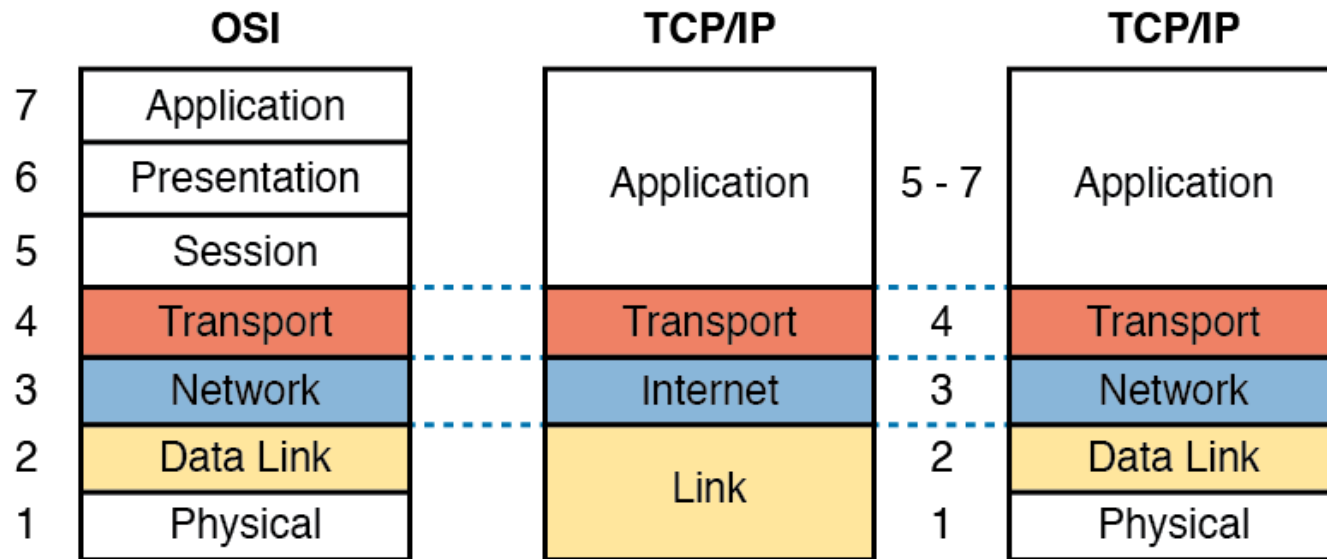 OSI TCP/IP TCP/IP
7 Application
6 Presentation Application 5 - 7 Application
5 Session
4 Transport Transport 4 Transport
3 Network Internet 3 Network
2 Data Link Link 2 Data Link
1 Physical 1 Physical